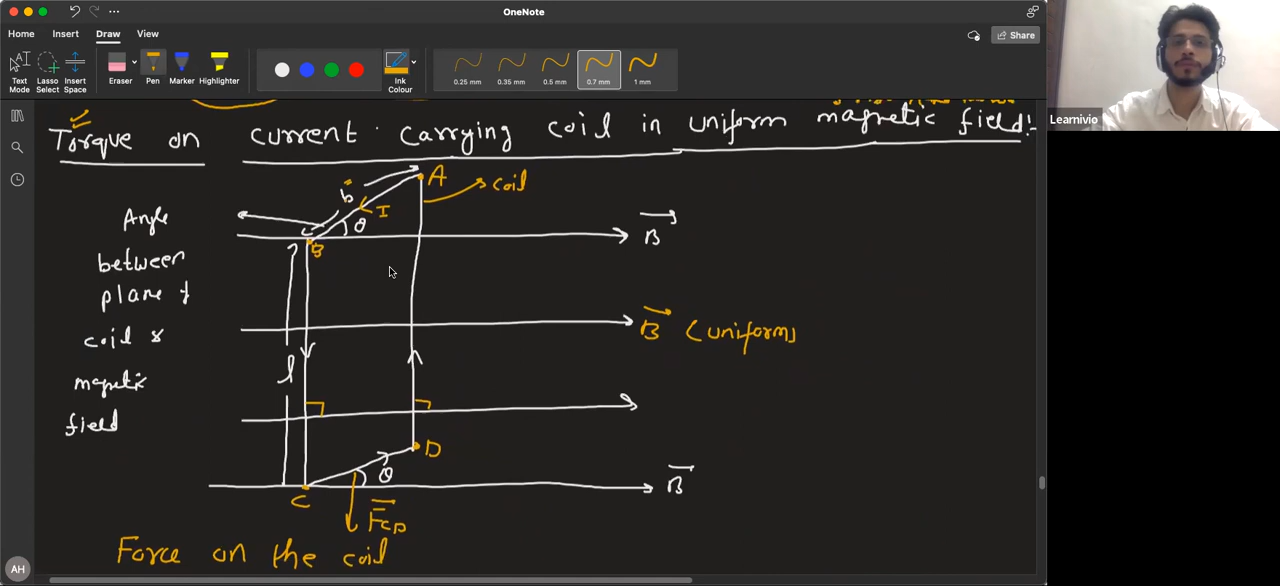 OneNote
Home Insert Draw View
Share
Text Mode
Lasso Select
Insert Space
Eraser
Pen
Marker
Highlighter
Ink Colour
0.25 mm
0.35 mm
0.5 mm
0.7 mm
1 mm
Learnivio
Torque on current carrying coil in uniform magnetic field:-
A
coil
b
I
θ
B
Angle
between
plane of
coil &
magnetic
field
B
B (uniform)
l
D
θ
B
C
F CD
Force on the coil
AH